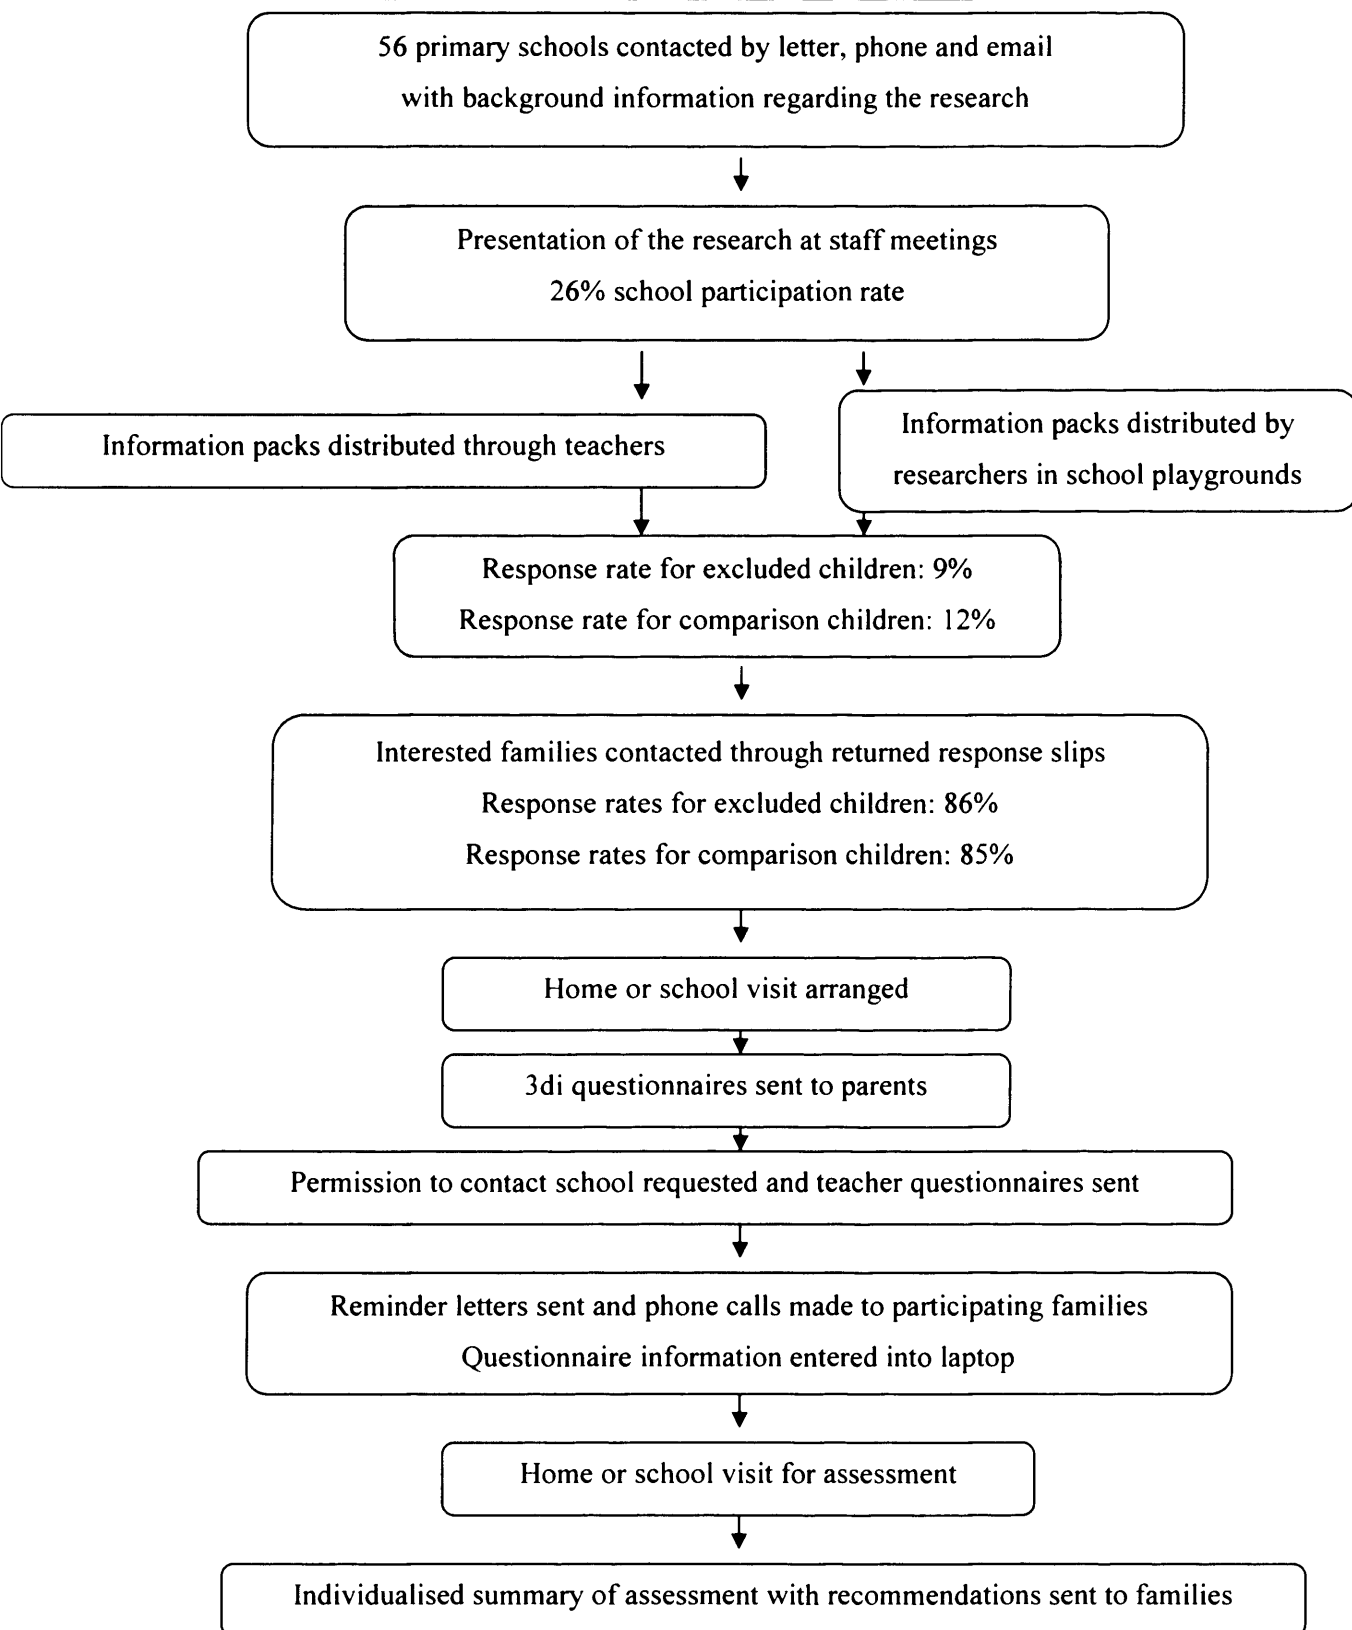 56 primary schools contacted by letter, phone and email
with background information regarding the research
Presentation of the research at staff meetings
26% school participation rate
Information packs distributed through teachers
Information packs distributed by
researchers in school playgrounds
Response rate for excluded children: 9%
Response rate for comparison children: 12%
Interested families contacted through returned response slips
Response rates for excluded children: 86%
Response rates for comparison children: 85%
Home or school visit arranged
3di questionnaires sent to parents
Permission to contact school requested and teacher questionnaires sent
Reminder letters sent and phone calls made to participating families
Questionnaire information entered into laptop
Home or school visit for assessment
Individualised summary of assessment with recommendations sent to families